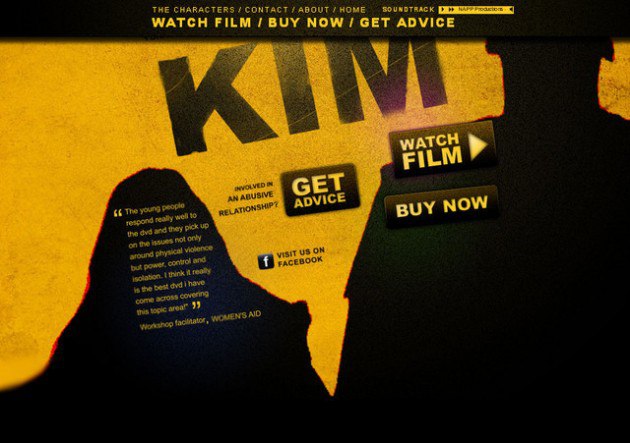 THE CHARACTERS / CONTACT / ABOUT / HOME
SOUNDTRACK NAPP Productions
WATCH FILM / BUY NOW / GET ADVICE
KIM
WATCH
FILM
INVOLVED IN
AN ABUSIVE
RELATIONSHIP?
GET
ADVICE
BUY NOW
“ The young people
respond really well to
the dvd and they pick up
on the issues not only
around physical violence
but power, control and
isolation. I think it really
is the best dvd i have
come across covering
this topic area!" ”
Workshop facilitator, WOMEN'S AID
f VISIT US ON
FACEBOOK